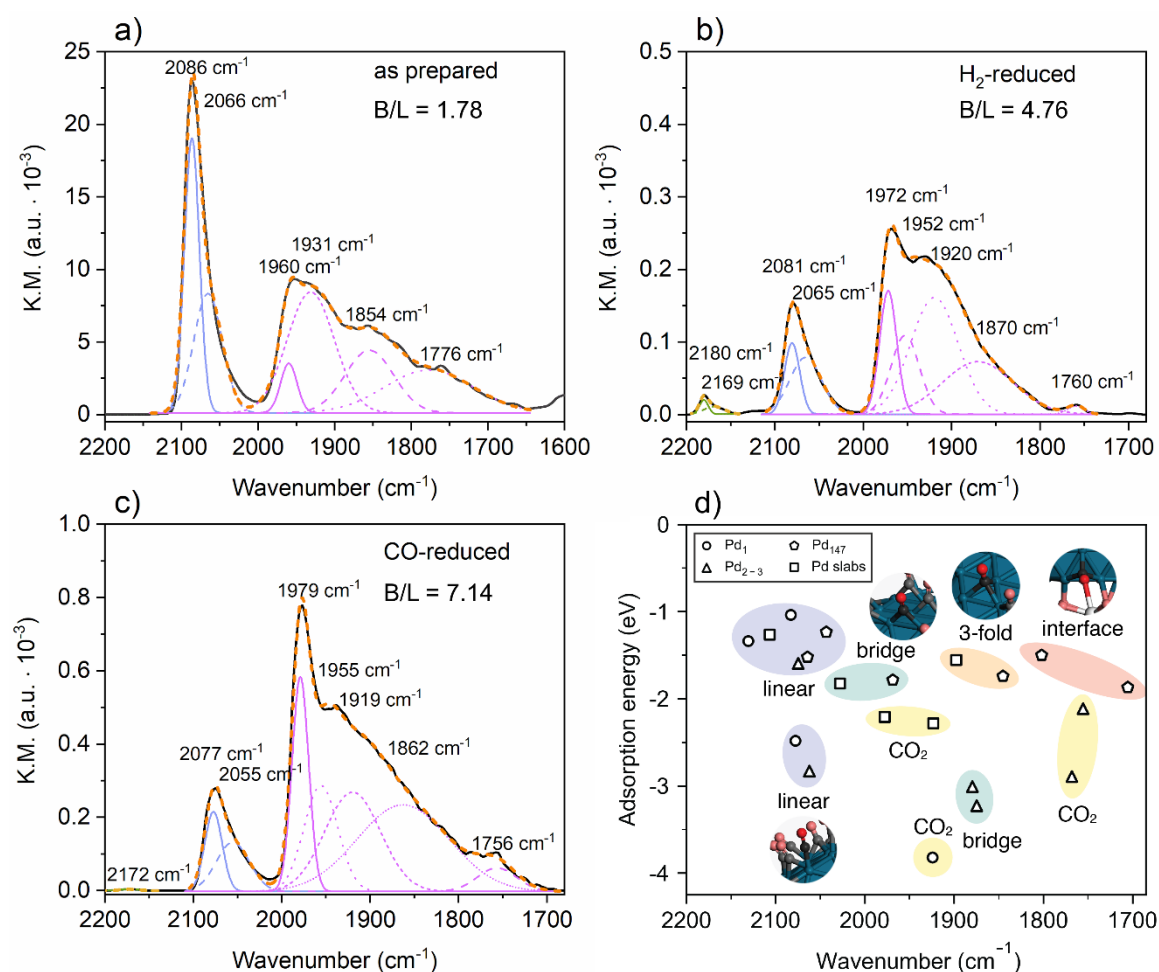 a)
2086 cm-1
2066 cm-1
as prepared
B/L = 1.78
1931 cm-1
1960 cm-1
1854 cm-1
1776 cm-1
25
20
15
10
5
0
K.M. (a.u. · 10-3)
2200 2100 2000 1900 1800 1700 1600
Wavenumber (cm-1)
b)
H2-reduced
B/L = 4.76
1972 cm-1
1952 cm-1
1920 cm-1
2081 cm-1
2065 cm-1
1870 cm-1
2180 cm-1
2169 cm-1
1760 cm-1
0.5
0.4
0.3
0.2
0.1
0.0
K.M. (a.u. · 10-3)
2200 2100 2000 1900 1800 1700
Wavenumber (cm-1)
c)
CO-reduced
B/L = 7.14
1979 cm-1
1955 cm-1
1919 cm-1
1862 cm-1
2077 cm-1
2055 cm-1
1756 cm-1
2172 cm-1
1.0
0.8
0.6
0.4
0.2
0.0
K.M. (a.u. · 10-3)
2200 2100 2000 1900 1800 1700
Wavenumber (cm-1)
d)
Pd1 Pd147
Pd2−3 Pd slabs
bridge
3-fold
interface
linear
CO2
linear
CO2
bridge
CO2
0
−1
−2
−3
−4
Adsorption energy (eV)
2200 2100 2000 1900 1800 1700
Wavenumber (cm−1)